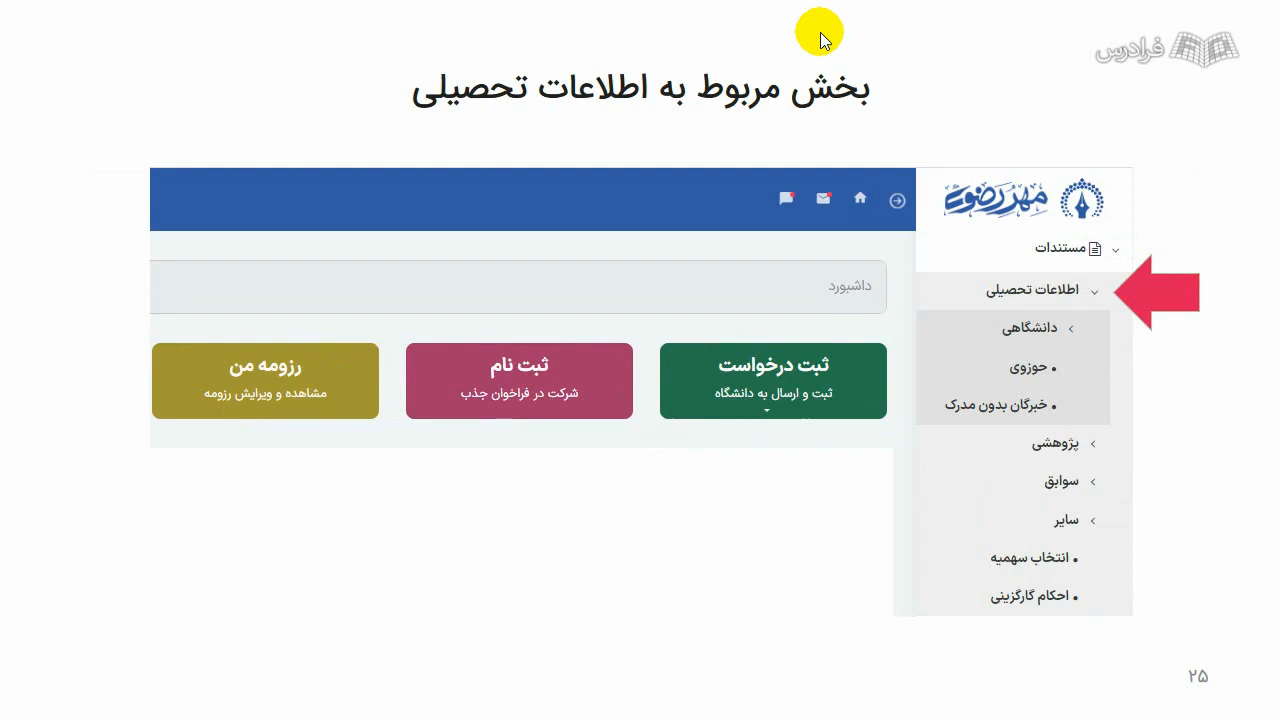 فرادرس
بخش مربوط به اطلاعات تحصیلی
مهر رضوی
مستندات
اطلاعات تحصیلی
دانشگاهی
• حوزوی
• خبرگان بدون مدرک
پژوهشی
سوابق
سایر
• انتخاب سهمیه
• احکام گارگزینی
داشبورد
ثبت درخواست
ثبت و ارسال به دانشگاه
ثبت نام
شرکت در فراخوان جذب
رزومه من
مشاهده و ویرایش رزومه
۲۵